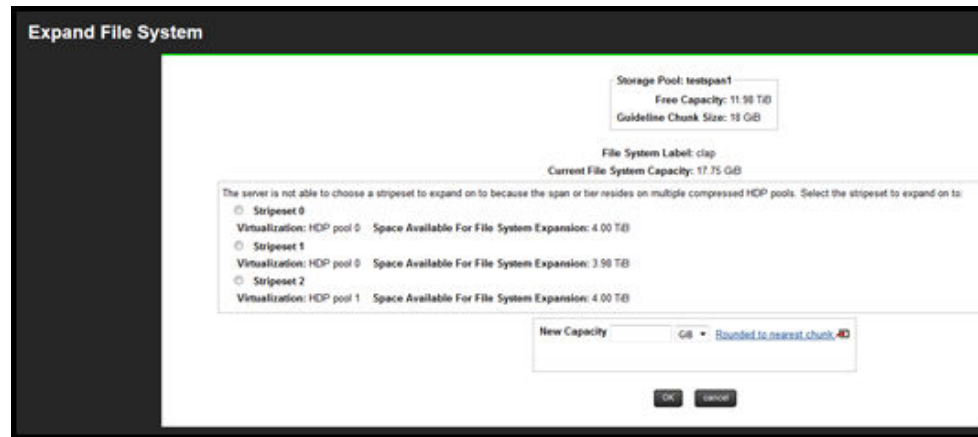 Expand File System
Storage Pool: testspan1
Free Capacity: 11.98 TiB
Guideline Chunk Size: 18 GiB
File System Label: clap
Current File System Capacity: 17.75 GiB
The server is not able to choose a stripeset to expand on to because the span or tier resides on multiple compressed HDP pools. Select the stripeset to expand on to:
Stripeset 0
Virtualization: HDP pool 0 Space Available For File System Expansion: 4.00 TiB
Stripeset 1
Virtualization: HDP pool 0 Space Available For File System Expansion: 3.98 TiB
Stripeset 2
Virtualization: HDP pool 1 Space Available For File System Expansion: 4.00 TiB
New Capacity GiB Rounded to nearest chunk
OK cancel